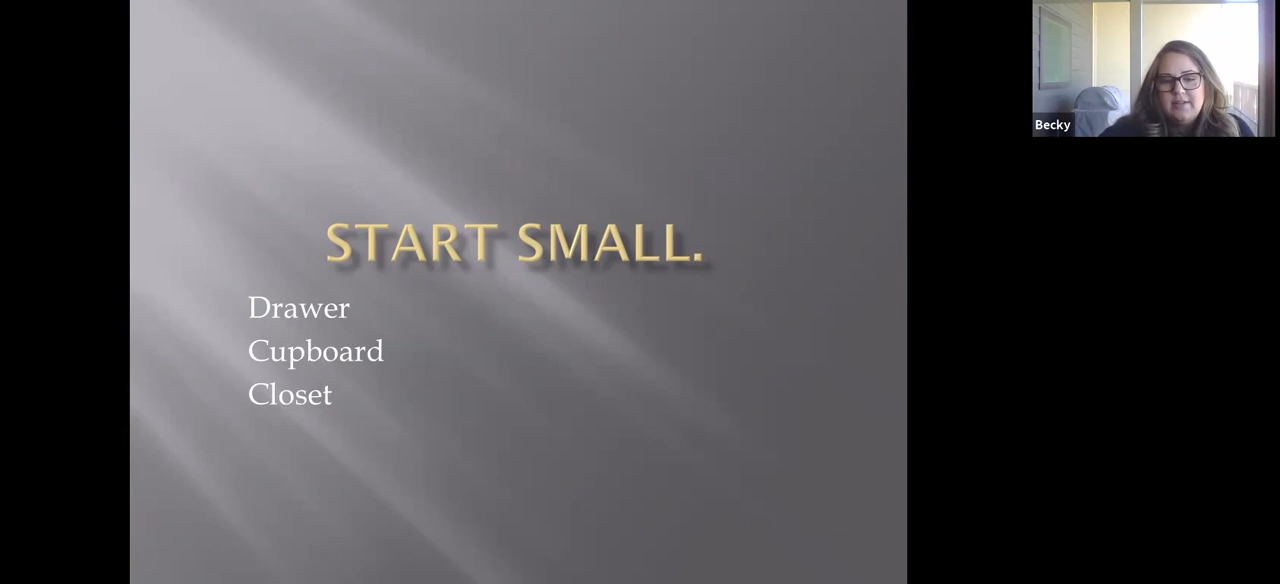 START SMALL.
Drawer
Cupboard
Closet
Becky